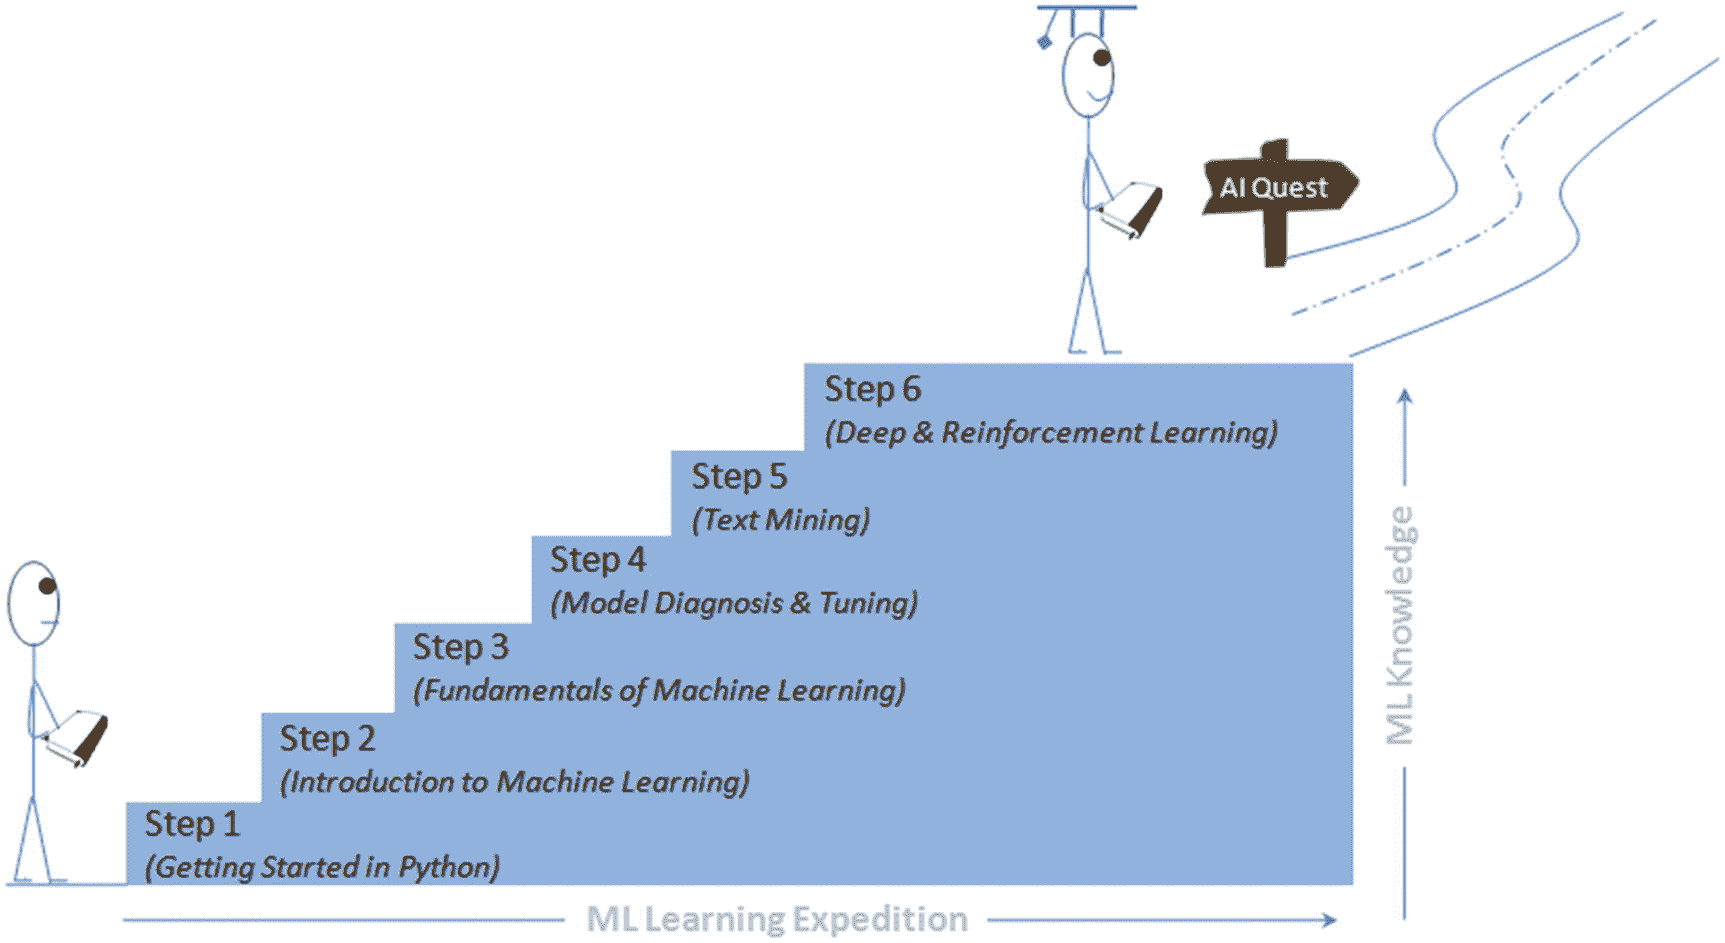 AI Quest
Step 6
(Deep & Reinforcement Learning)
Step 5
(Text Mining)
Step 4
(Model Diagnosis & Tuning)
Step 3
(Fundamentals of Machine Learning)
Step 2
(Introduction to Machine Learning)
Step 1
(Getting Started in Python)
ML Knowledge
ML Learning Expedition